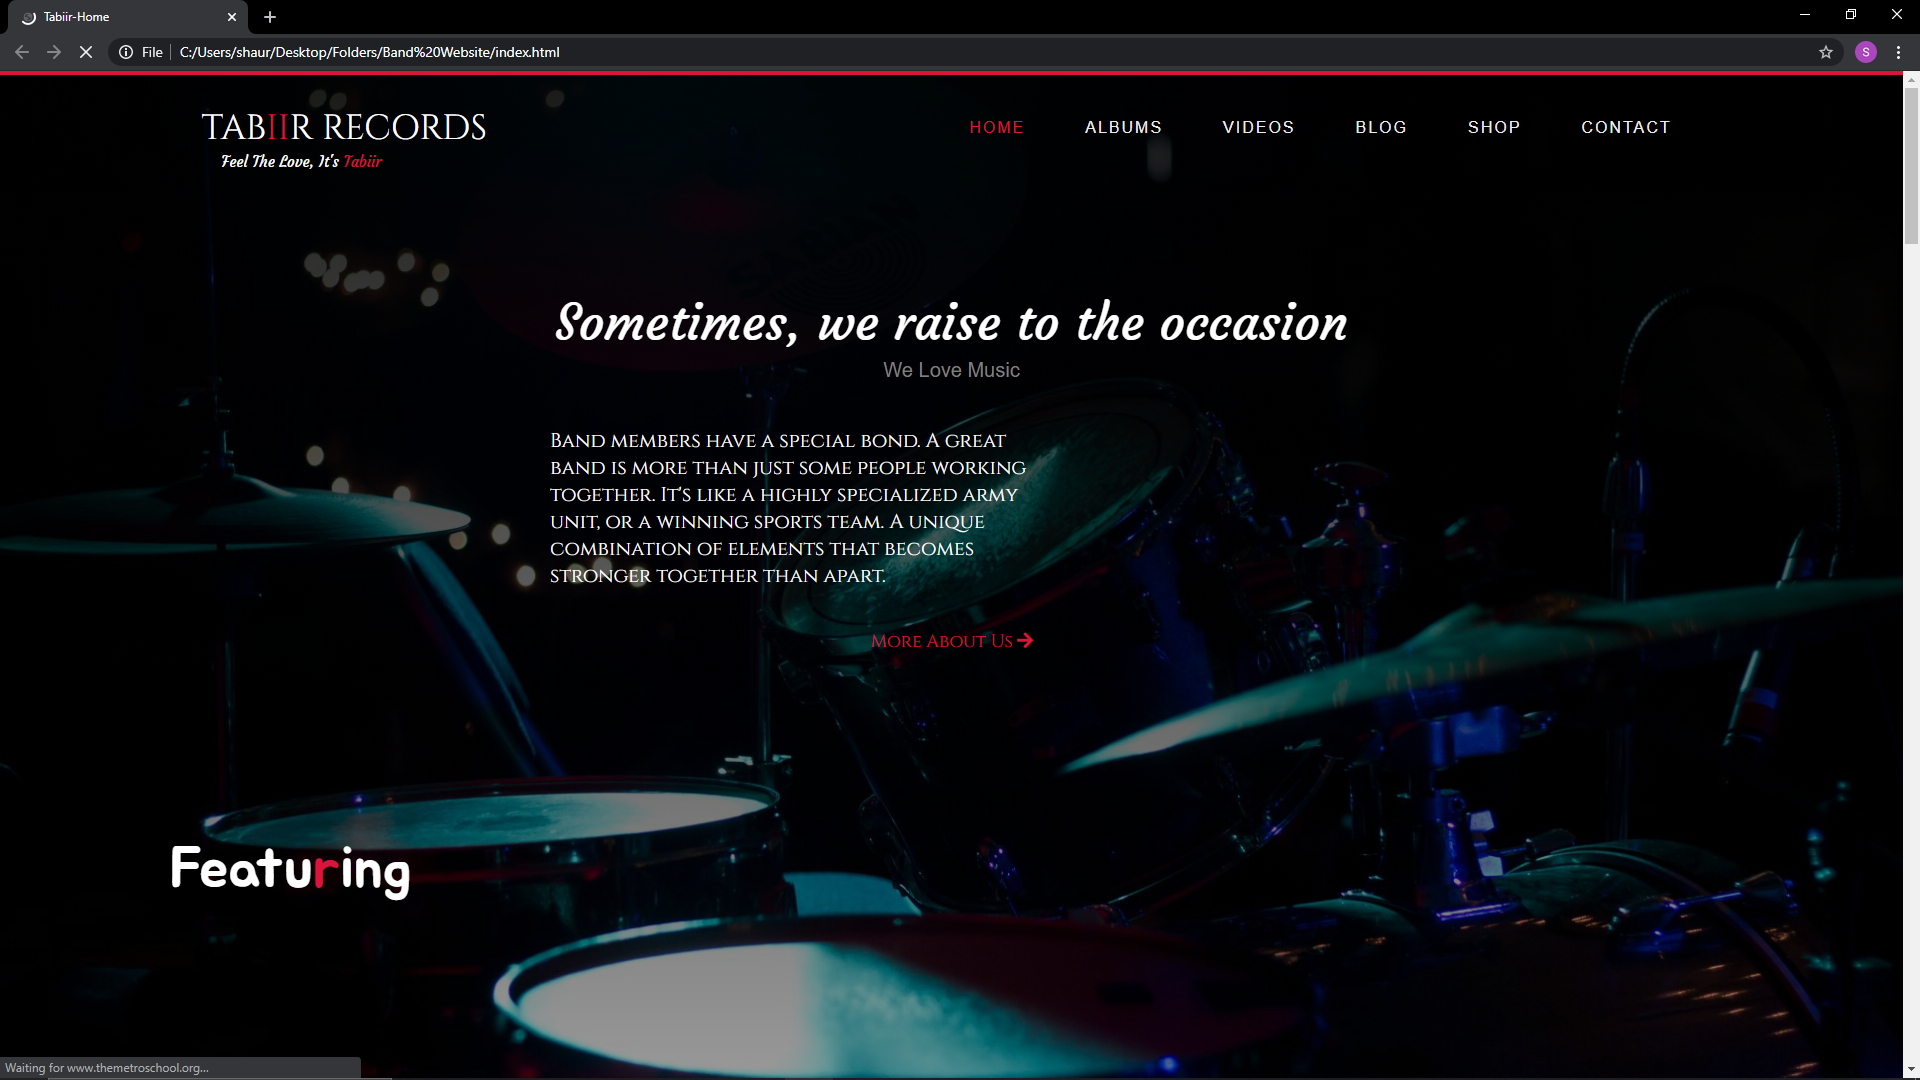 Tabiir-Home
File C:/Users/shaur/Desktop/Folders/Band%20Website/index.html
S
TABIIR RECORDS
Feel The Love, It's Tabiir
HOME ALBUMS VIDEOS BLOG SHOP CONTACT
Sometimes, we raise to the occasion
We Love Music
Band members have a special bond. A great
band is more than just some people working
together. It's like a highly specialized army
unit, or a winning sports team. A unique
combination of elements that becomes
stronger together than apart.
More About Us
Featuring
Waiting for www.themetroschool.org...